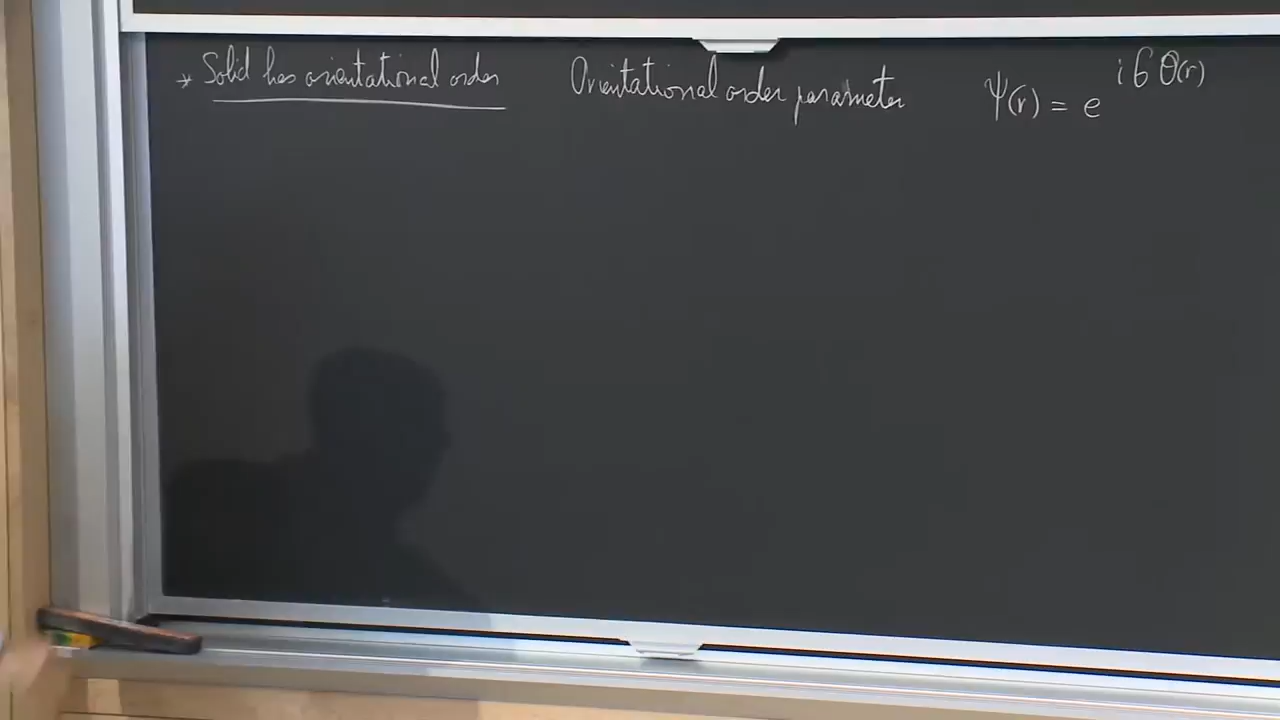 * Solid has orientational order Orientational order parameter Ψ(r) = e^{i6θ(r)}